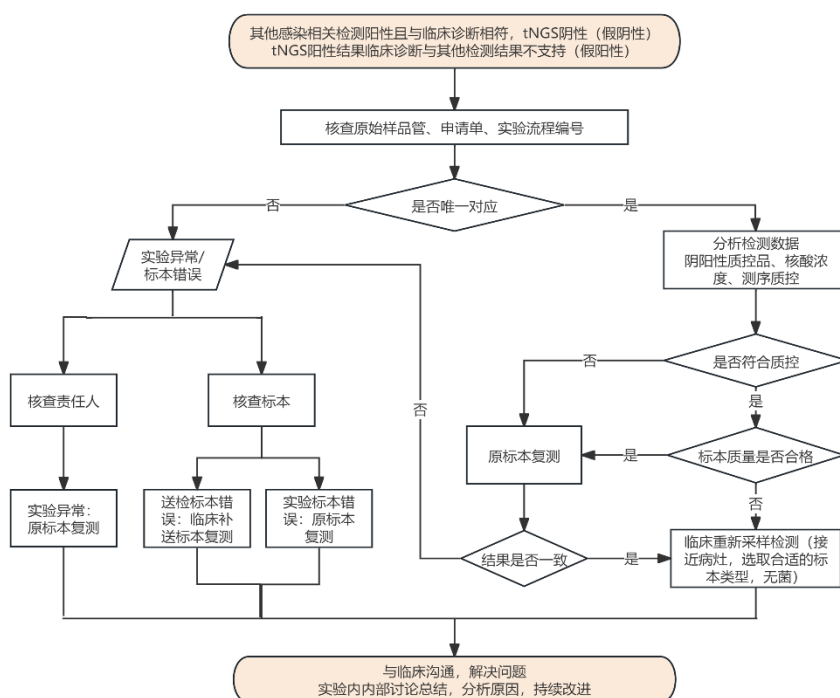 其他感染相关检测阳性且与临床诊断相符，tNGS阴性（假阴性）
tNGS阳性结果临床诊断与其他检测结果不支持（假阳性）
核查原始样品管、申请单、实验流程编号
是否唯一对应
否
是
实验异常/
标本错误
分析检测数据
阴阳性质控品、核酸浓
度、测序质控
是否符合质控
否
是
核查责任人
核查标本
否
原标本复测
是
标本质量是否合格
否
实验异常：
原标本复测
送检标本错
误：临床补
送标本复测
实验标本错
误：原标本
复测
结果是否一致
是
临床重新采样检测（接
近病灶，选取合适的标
本类型，无菌）
与临床沟通，解决问题
实验内内部讨论总结，分析原因，持续改进